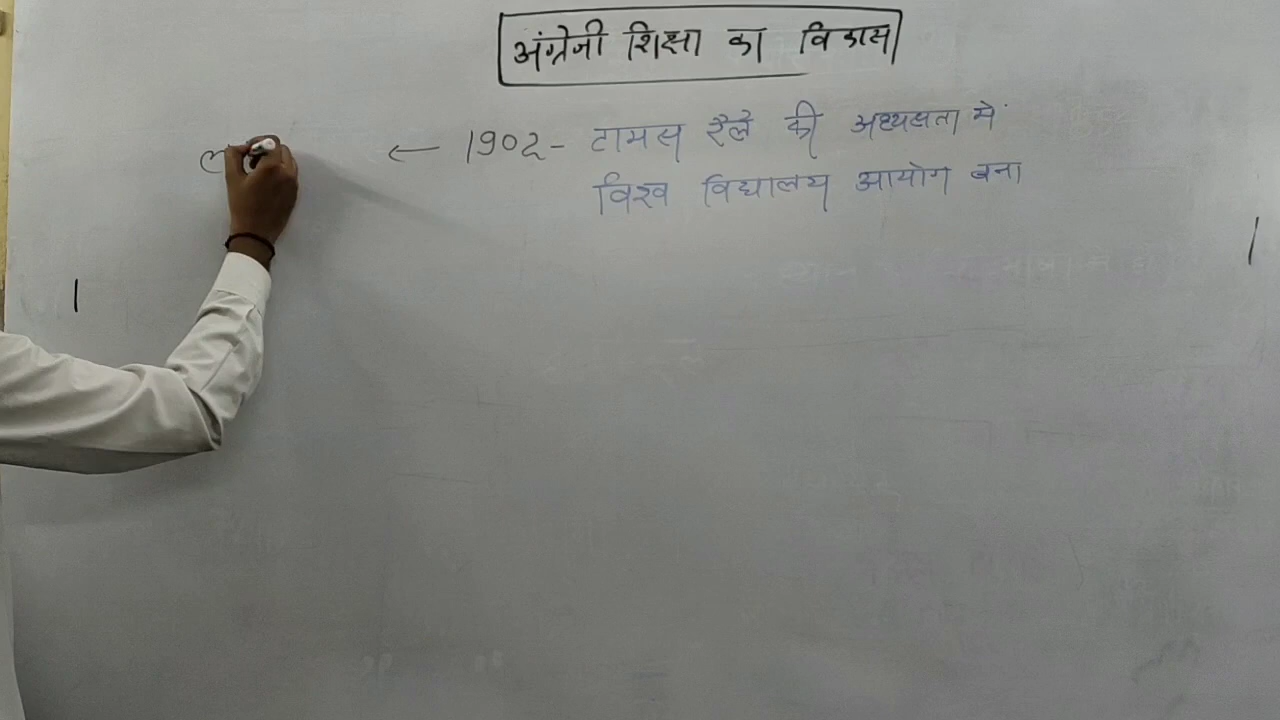 अंग्रेजी शिक्षा का विकास
← 1902- टामस रैले की अध्यक्षता में
विश्व विद्यालय आयोग बना